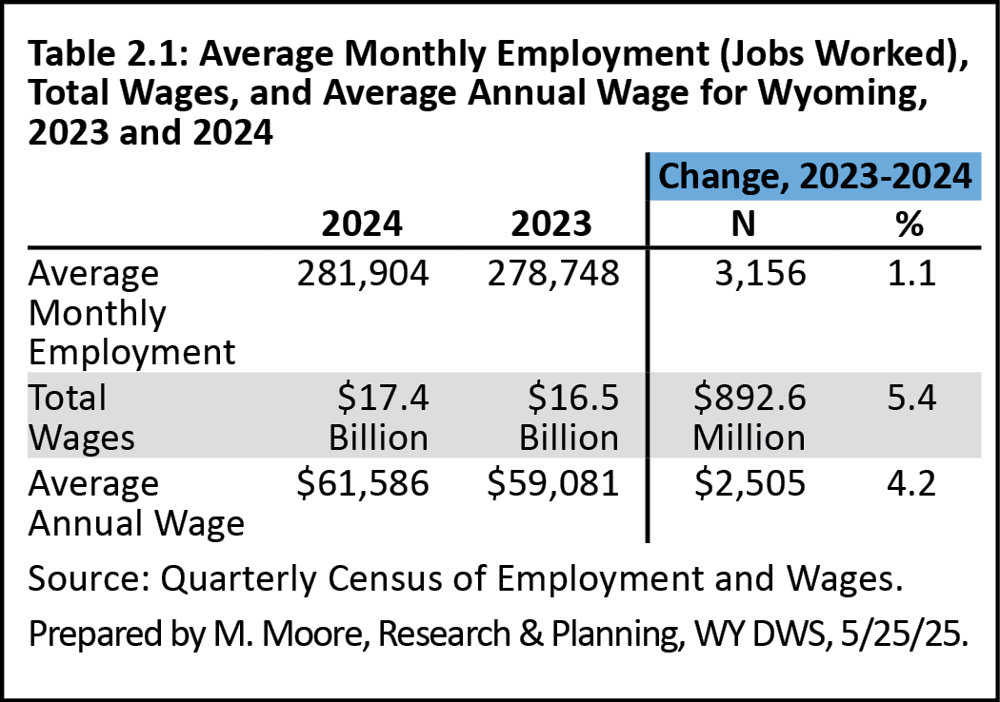 Table 2.1: Average Monthly Employment (Jobs Worked),
Total Wages, and Average Annual Wage for Wyoming,
2023 and 2024
Change, 2023-2024
2024 2023 N %
Average 281,904 278,748 3,156 1.1
Monthly
Employment
Total $17.4 $16.5 $892.6 5.4
Wages Billion Billion Million
Average $61,586 $59,081 $2,505 4.2
Annual Wage
Source: Quarterly Census of Employment and Wages.
Prepared by M. Moore, Research & Planning, WY DWS, 5/25/25.